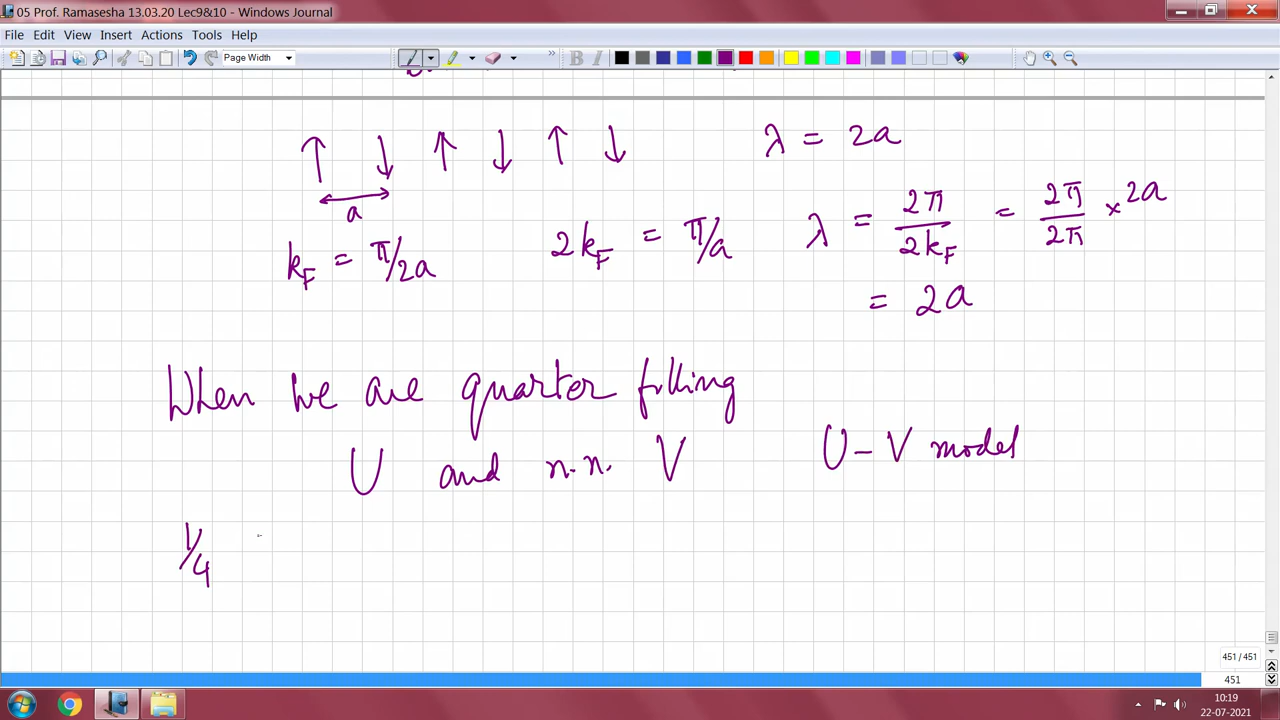 05 Prof. Ramasesha 13.03.20 Lec9&10 - Windows Journal
File Edit View Insert Actions Tools Help
Page Width
B I
↑ ↓ ↑ ↓ ↑ ↓ λ = 2a
a
k_F = π/2a 2k_F = π/a λ = 2π/2k_F = 2π/2π × 2a
= 2a
When we are quarter filling
U and n.n. V U – V model
1/4
451 / 451
451
10:19
22-07-2021